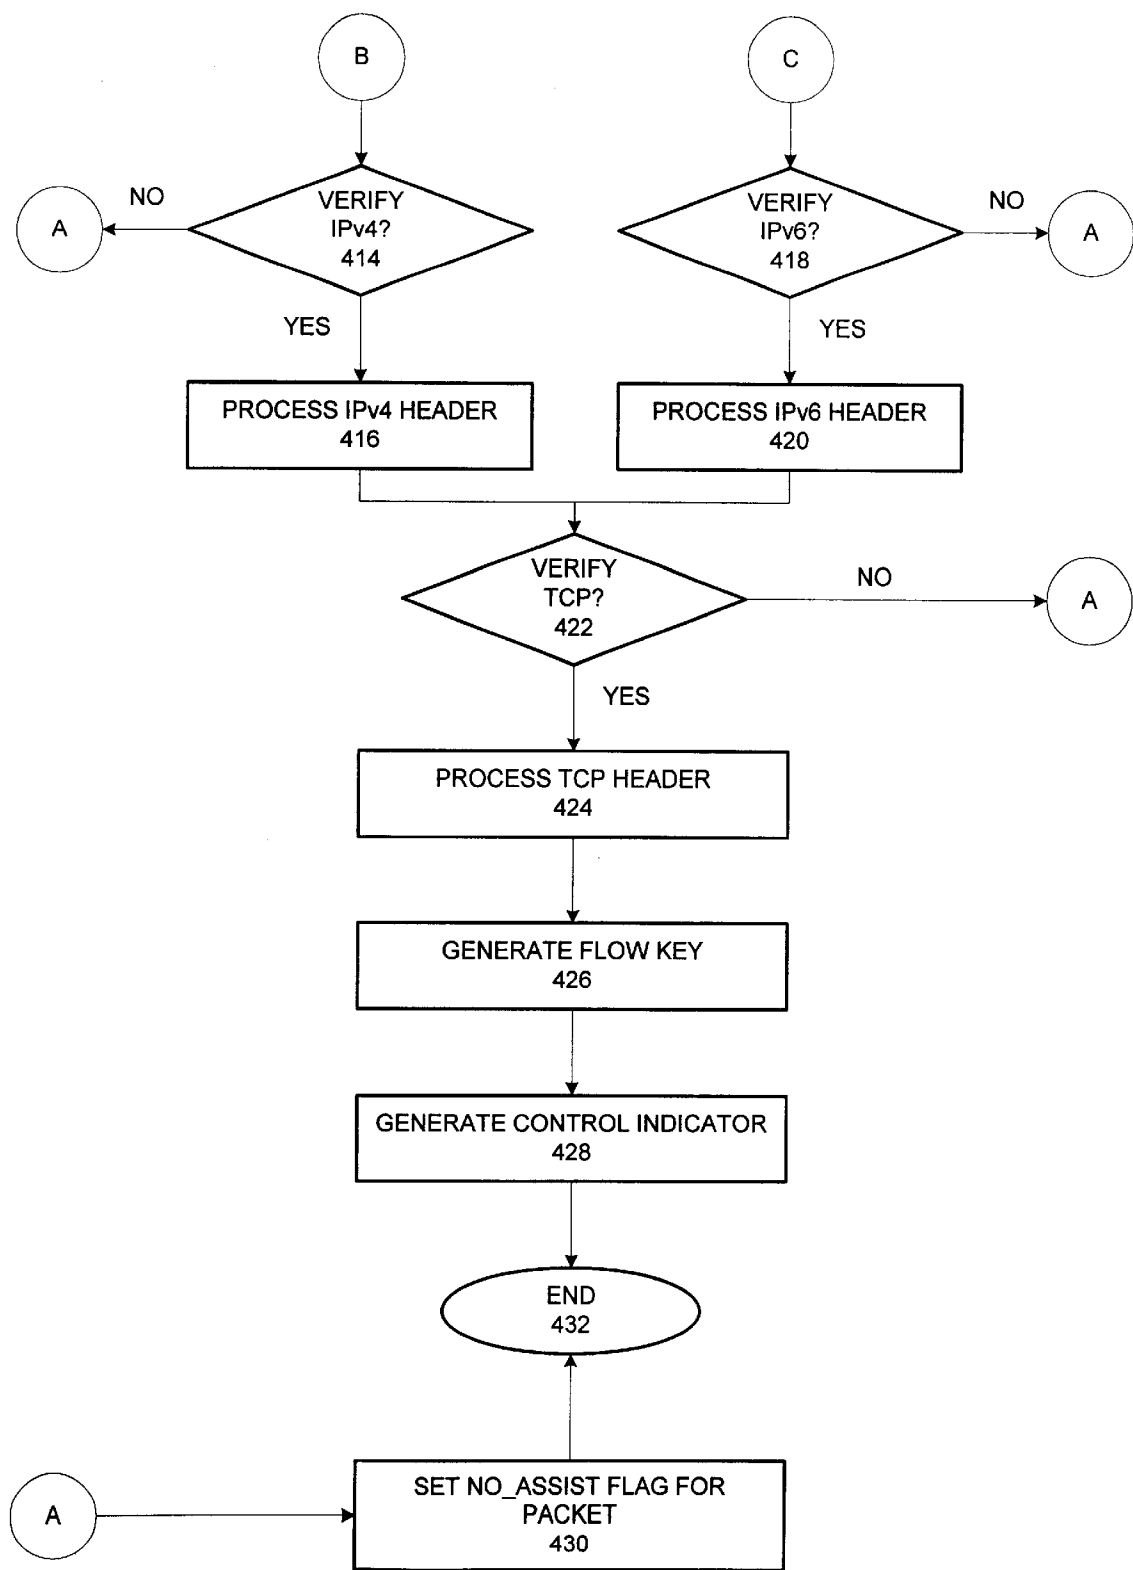 B
C
VERIFY
IPv4?
414
NO
A
VERIFY
IPv6?
418
NO
A
YES
YES
PROCESS IPv4 HEADER
416
PROCESS IPv6 HEADER
420
VERIFY
TCP?
422
NO
A
YES
PROCESS TCP HEADER
424
GENERATE FLOW KEY
426
GENERATE CONTROL INDICATOR
428
END
432
A
SET NO_ASSIST FLAG FOR
PACKET
430